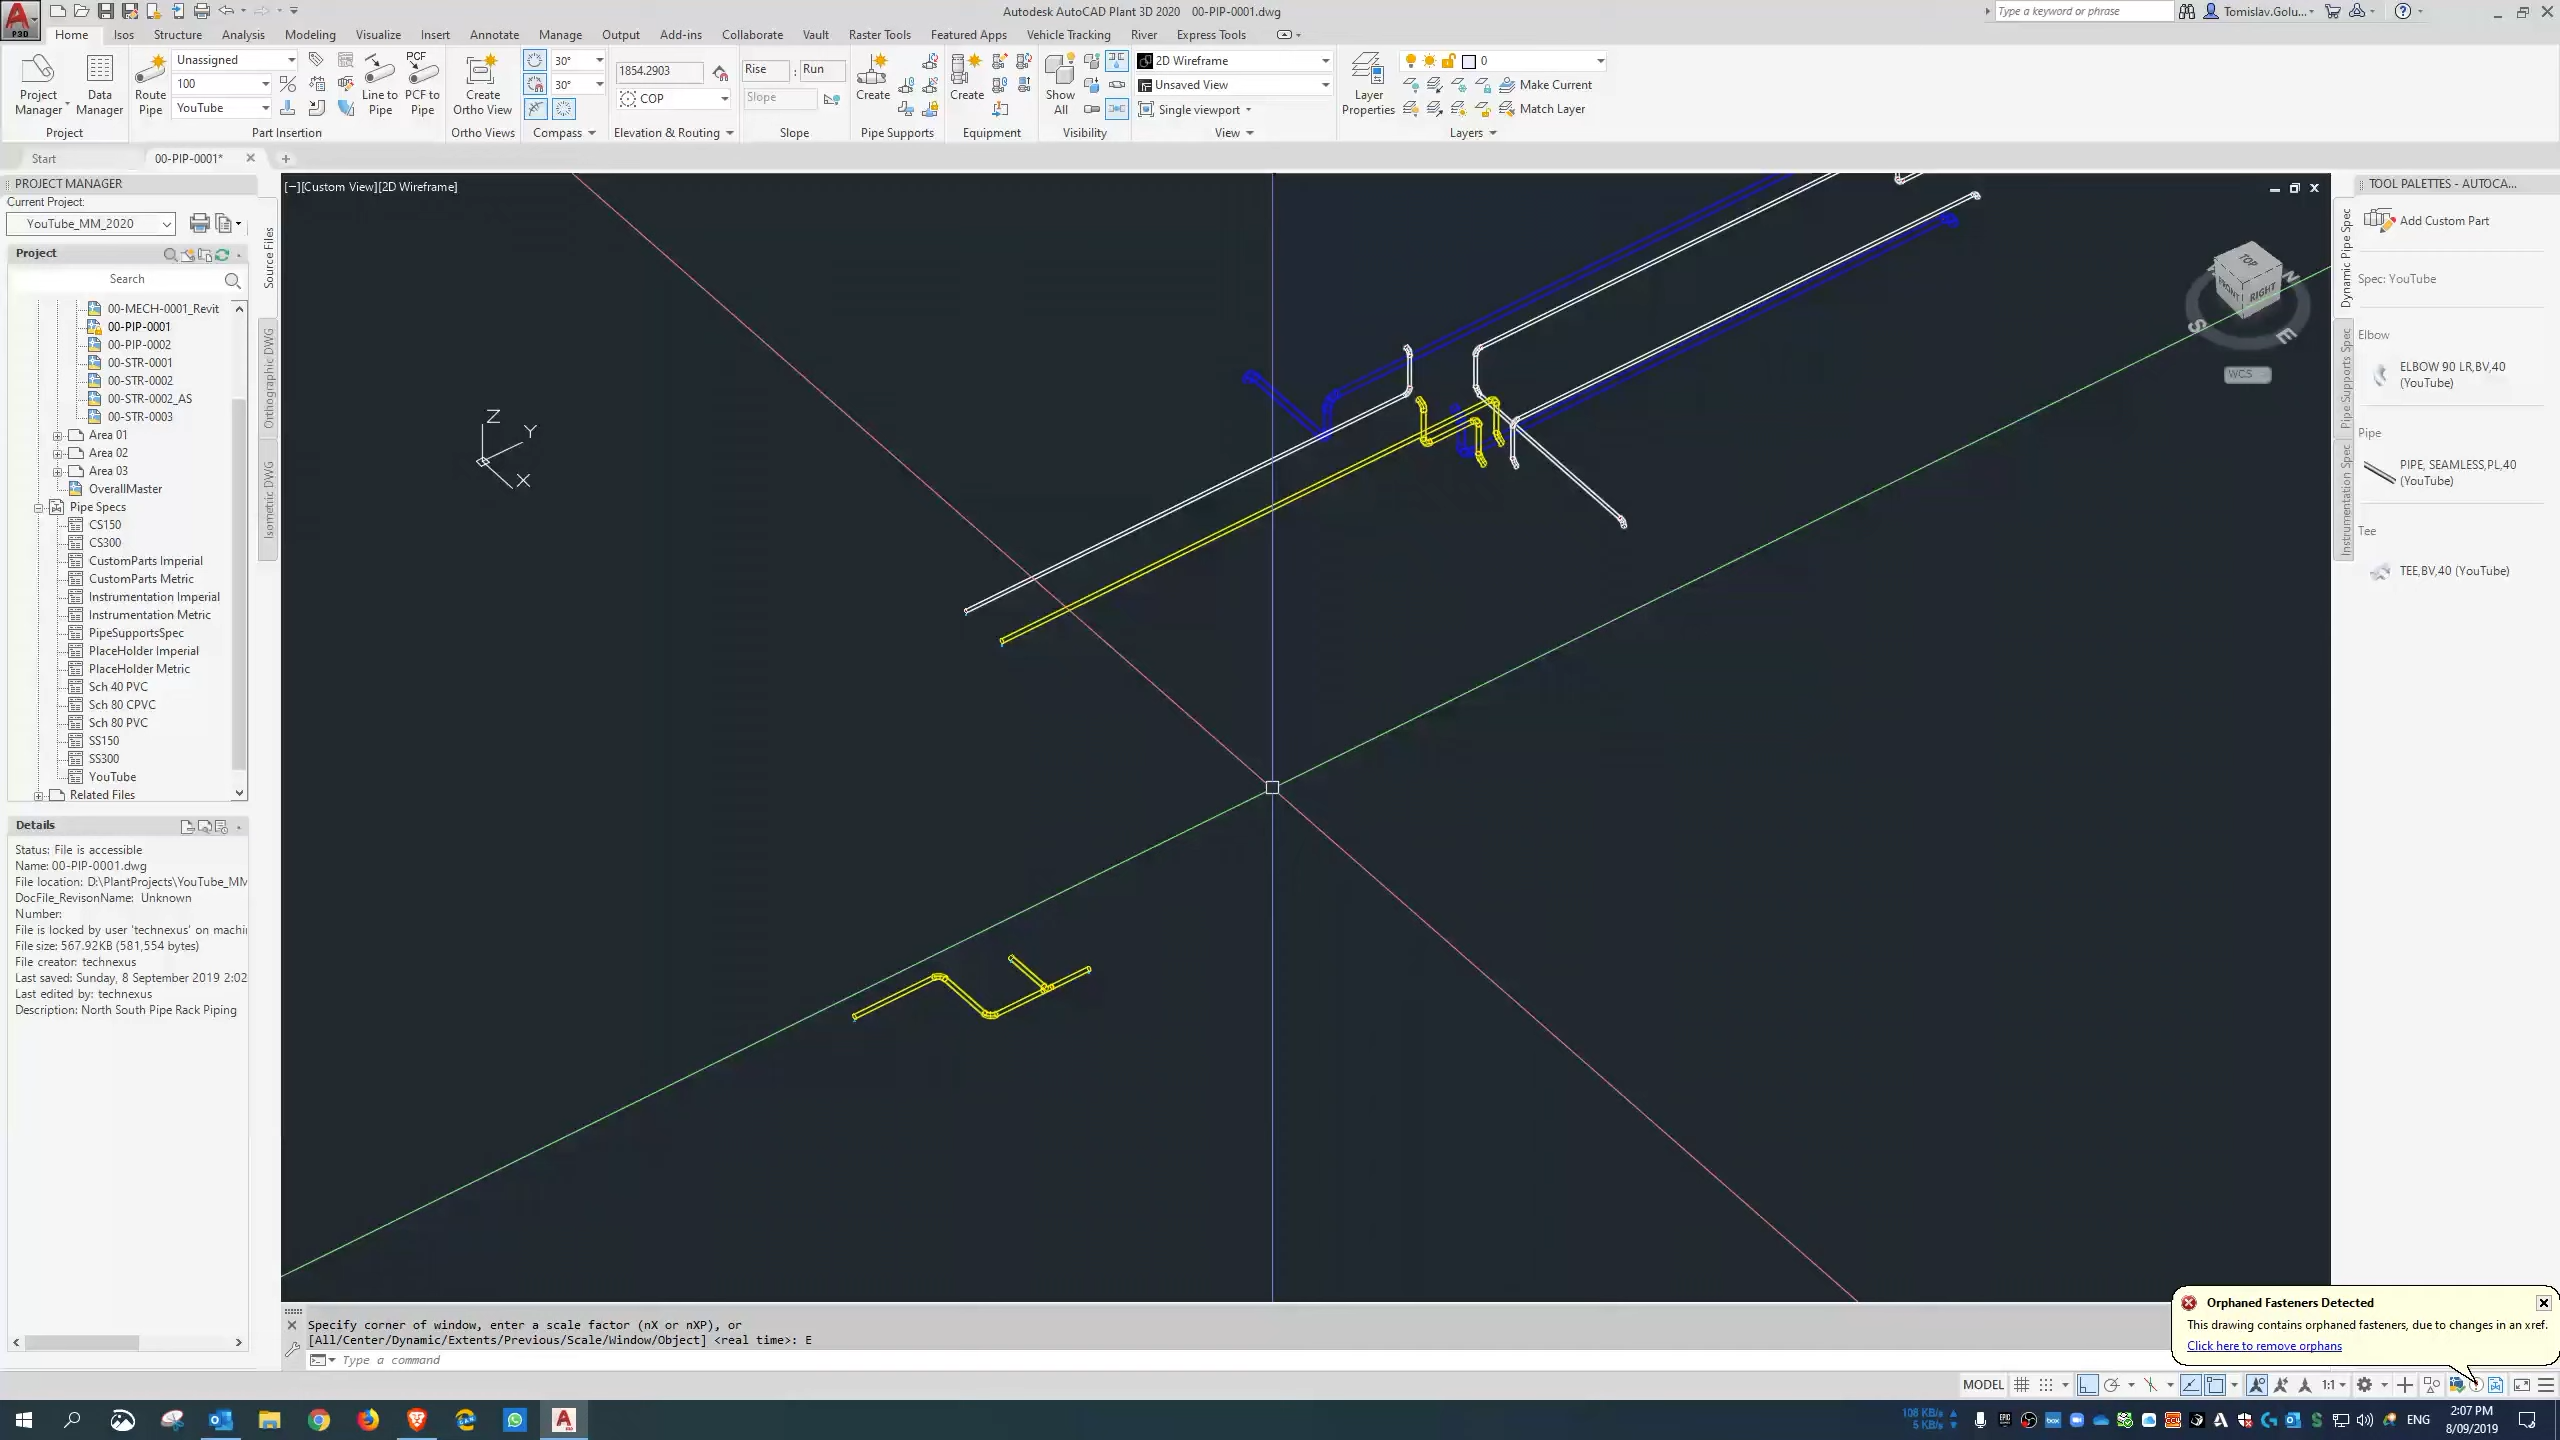 Autodesk AutoCAD Plant 3D 2020 00-PIP-0001.dwg
Type a keyword or phrase
Tomislav.Golu...
P3D
Home Isos Structure Analysis Modeling Visualize Insert Annotate Manage Output Add-ins Collaborate Vault Raster Tools Featured Apps Vehicle Tracking River Express Tools
Project Manager
Data Manager
Route Pipe
Unassigned
100
YouTube
Line to Pipe
PCF
PCF to Pipe
Create Ortho View
30°
30°
1854.2903
COP
Rise : Run
Slope
Create
Create
Show All
2D Wireframe
Unsaved View
Single viewport
Layer Properties
0
Make Current
Match Layer
Project Part Insertion Ortho Views Compass Elevation & Routing Slope Pipe Supports Equipment Visibility View Layers
Start 00-PIP-0001*
PROJECT MANAGER
Current Project:
YouTube_MM_2020
Project
Search
00-MECH-0001_Revit
00-PIP-0001
00-PIP-0002
00-STR-0001
00-STR-0002
00-STR-0002_AS
00-STR-0003
Area 01
Area 02
Area 03
OverallMaster
Pipe Specs
CS150
CS300
CustomParts Imperial
CustomParts Metric
Instrumentation Imperial
Instrumentation Metric
PipeSupportsSpec
PlaceHolder Imperial
PlaceHolder Metric
Sch 40 PVC
Sch 80 CPVC
Sch 80 PVC
SS150
SS300
YouTube
Related Files
Source Files
Orthographic DWG
Isometric DWG
Details
Status: File is accessible
Name: 00-PIP-0001.dwg
File location: D:\PlantProjects\YouTube_MM
DocFile_RevisonName: Unknown
Number:
File is locked by user 'technexus' on machi
File size: 567.92KB (581,554 bytes)
File creator: technexus
Last saved: Sunday, 8 September 2019 2:02
Last edited by: technexus
Description: North South Pipe Rack Piping
[−][Custom View][2D Wireframe]
Z
Y
X
TOP
FRONT
RIGHT
N
S
E
WCS
TOOL PALETTES - AUTOCA...
Dynamic Pipe Spec
Pipe Supports Spec
Instrumentation Spec
Add Custom Part
Spec: YouTube
Elbow
ELBOW 90 LR,BV,40
(YouTube)
Pipe
PIPE, SEAMLESS,PL,40
(YouTube)
Tee
TEE,BV,40 (YouTube)
Specify corner of window, enter a scale factor (nX or nXP), or
[All/Center/Dynamic/Extents/Previous/Scale/Window/Object] <real time>: E
Type a command
Orphaned Fasteners Detected
This drawing contains orphaned fasteners, due to changes in an xref.
Click here to remove orphans
MODEL
1:1
108 KB/s
5 KB/s
ENG
2:07 PM
8/09/2019